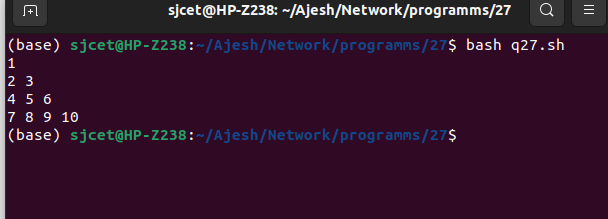 sjcet@HP-Z238: ~/Ajesh/Network/programms/27
(base) sjcet@HP-Z238:~/Ajesh/Network/programms/27$ bash q27.sh
1
2 3
4 5 6
7 8 9 10
(base) sjcet@HP-Z238:~/Ajesh/Network/programms/27$